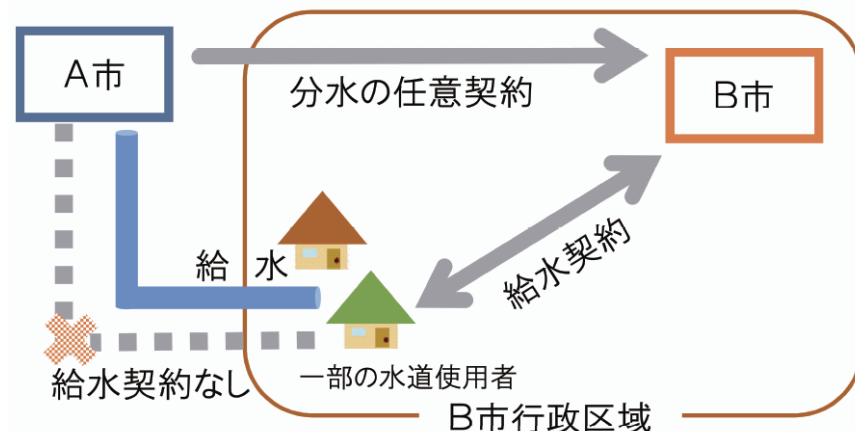 A市
分水の任意契約
B市
給水
給水契約
給水契約なし
一部の水道使用者
B市行政区域